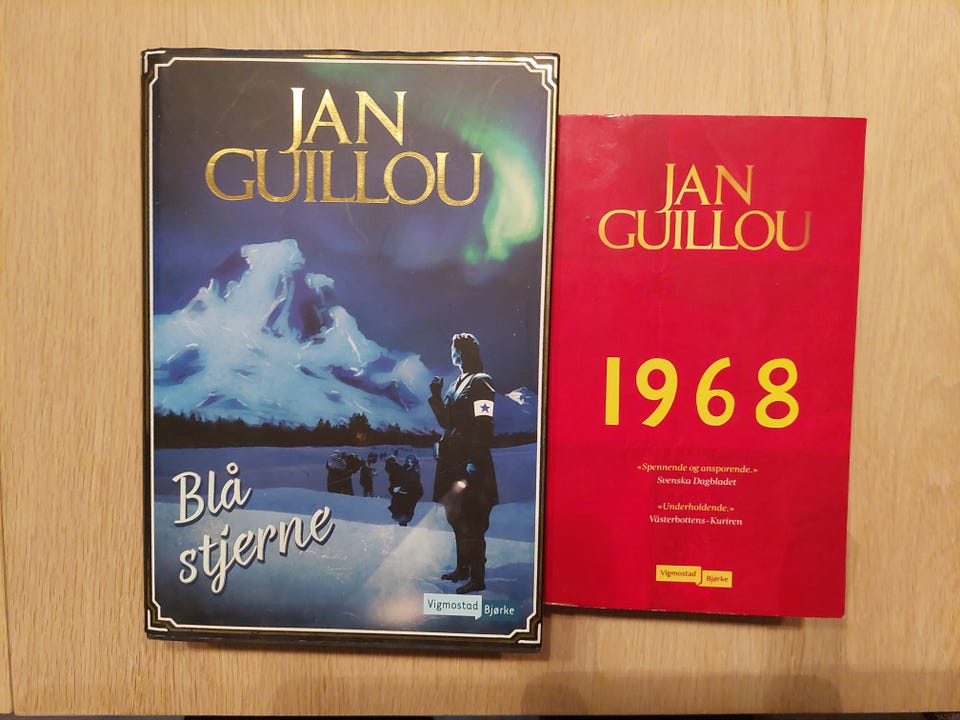 JAN
GUILLOU
Blå
stjerne
Vigmostad Bjørke
JAN
GUILLOU
1968
«Spennende og ansporende.»
Svenska Dagbladet
«Underholdende.»
Västerbottens-Kuriren
Vigmostad Bjørke